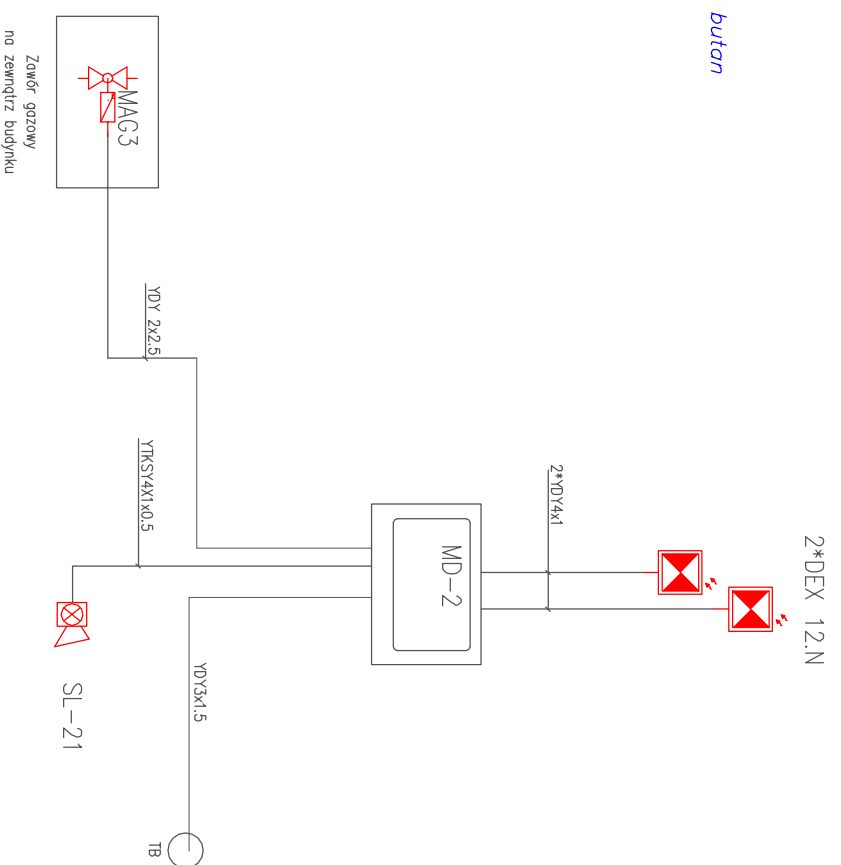 butan
2*DEX 12.N
2*YDY4x1
MD-2
MAG3
Zawór gazowy
na zewnątrz budynku
YDY 2x2.5
YTKSY4X1x0.5
YDY3x1.5
SL-21
TB